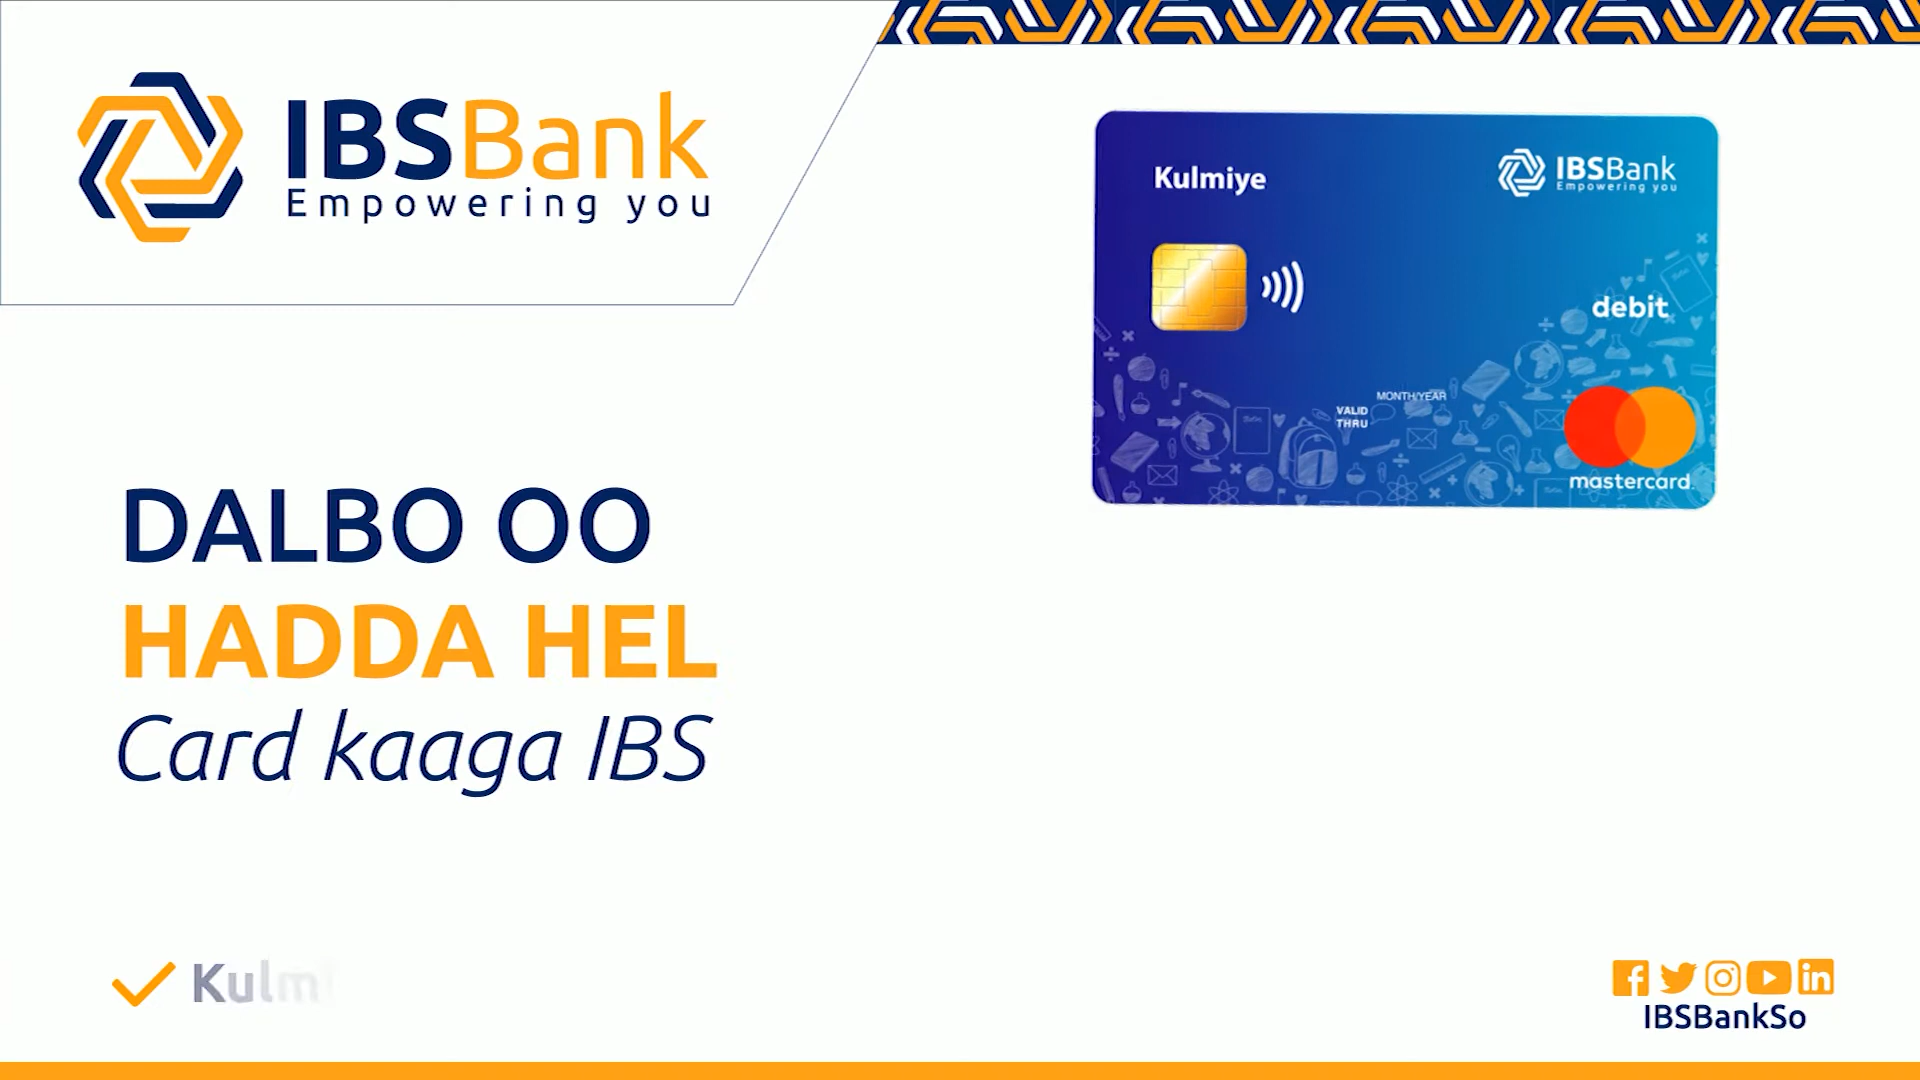 IBSBank
Empowering you
Kulmiye
IBSBank
Empowering you
debit
MONTH/YEAR
VALID
THRU
mastercard.
DALBO OO
HADDA HEL
Card kaaga IBS
IBSBankSo